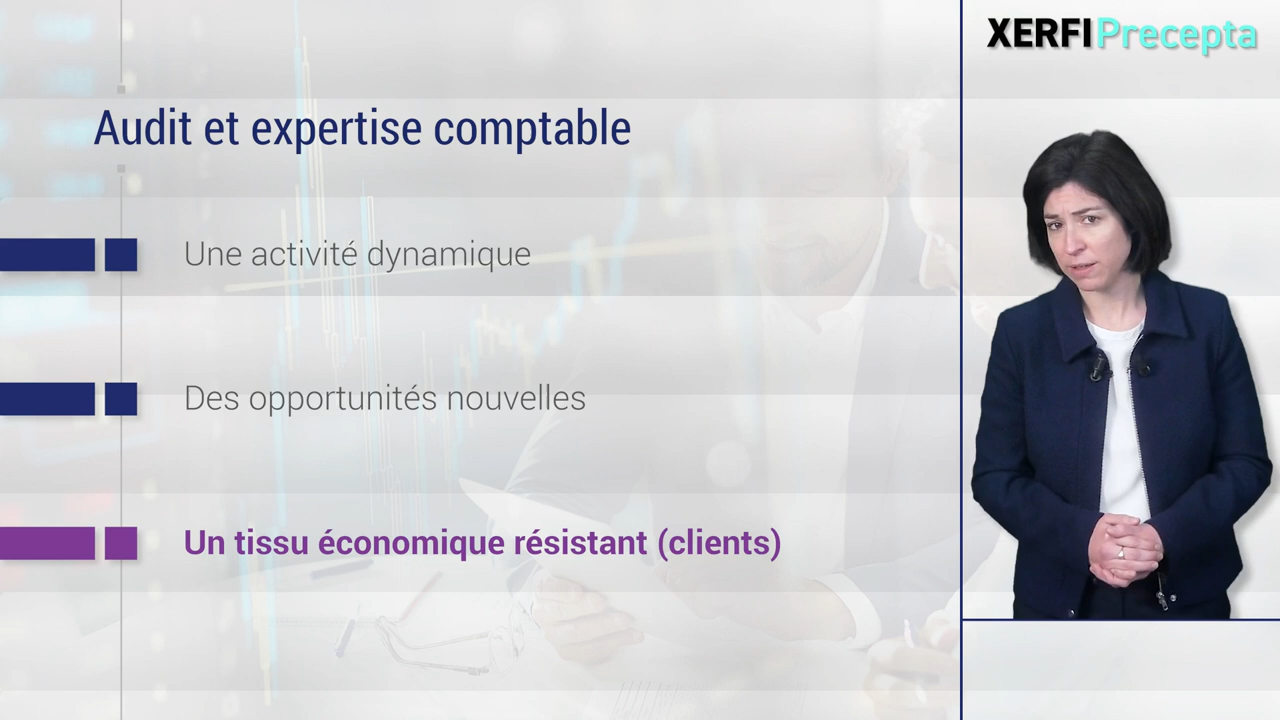 XERFI Precepta
Audit et expertise comptable
Une activité dynamique
Des opportunités nouvelles
Un tissu économique résistant (clients)